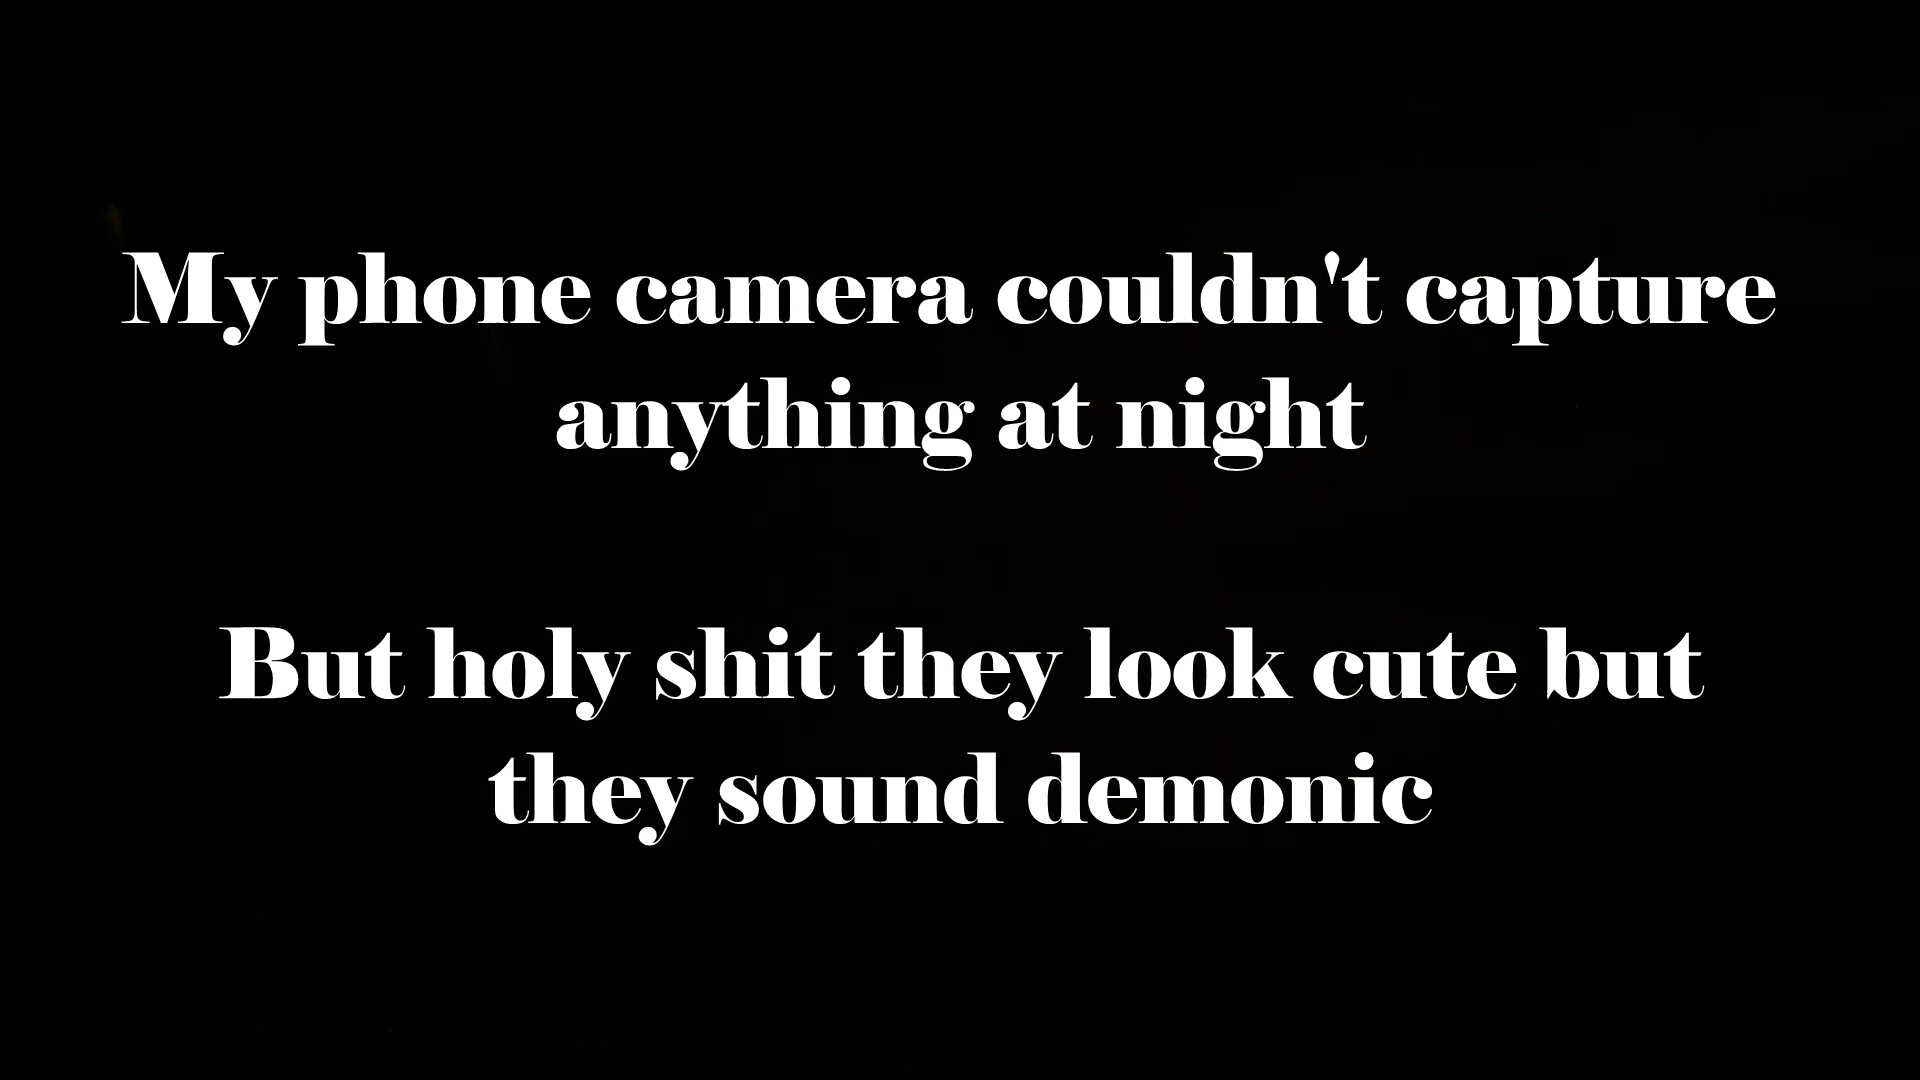 My phone camera couldn't capture
anything at night
But holy shit they look cute but
they sound demonic